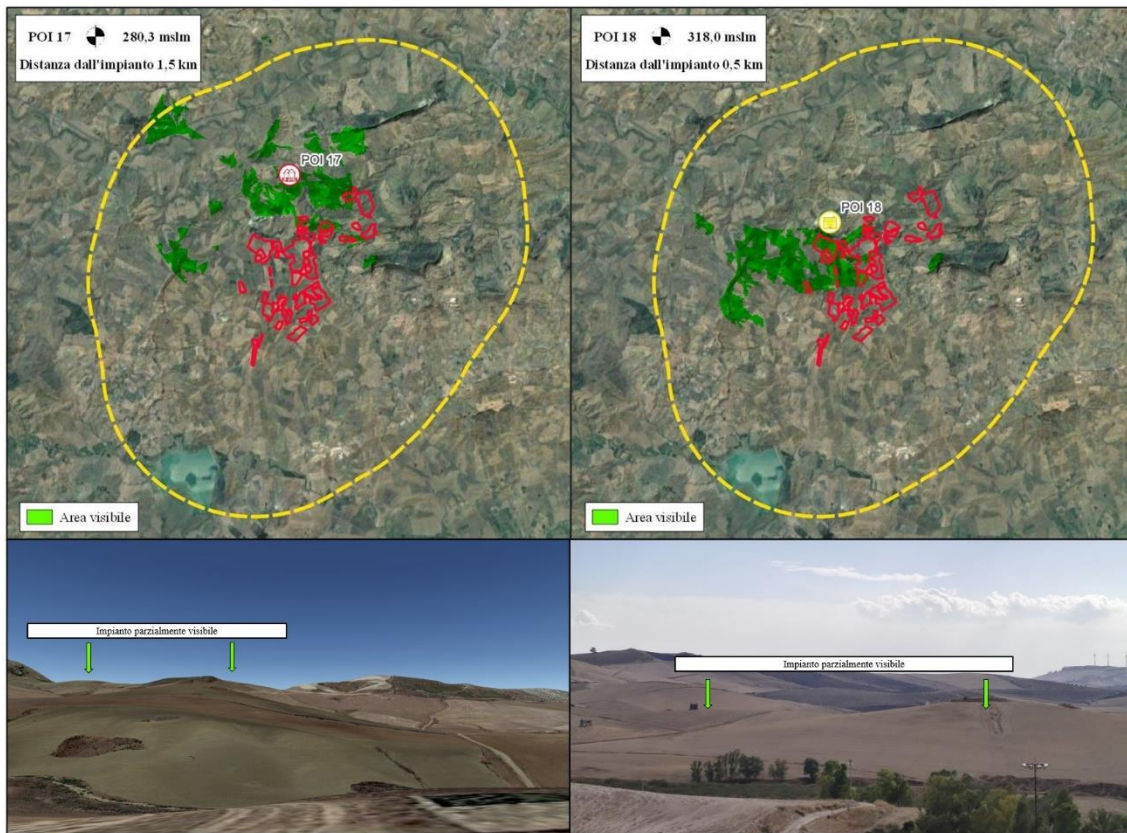 POI 17 280,3 mslm
Distanza dall'impianto 1,5 km
POI 17
Area visibile
POI 18 318,0 mslm
Distanza dall'impianto 0,5 km
POI 18
Area visibile
Impianto parzialmente visibile
Impianto parzialmente visibile